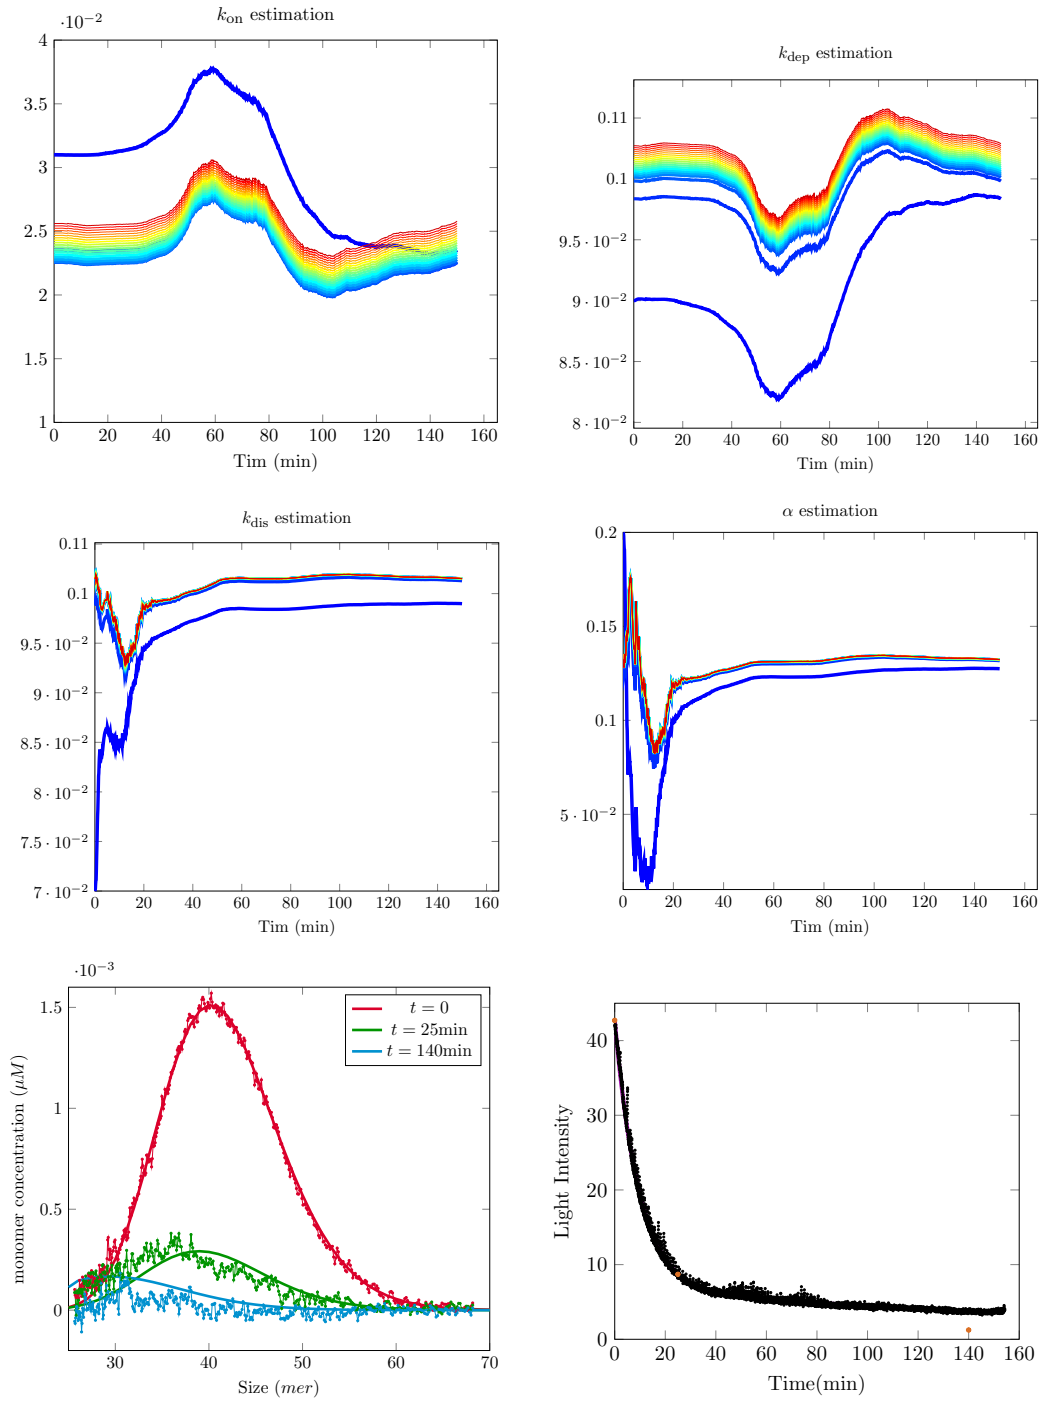 k_on estimation
·10^−2
4
3.5
3
2.5
2
1.5
1
0 20 40 60 80 100 120 140 160
Tim (min)
k_dep estimation
0.11
0.1
9.5 · 10^−2
9 · 10^−2
8.5 · 10^−2
8 · 10^−2
0 20 40 60 80 100 120 140 160
Tim (min)
k_dis estimation
0.11
0.1
9.5 · 10^−2
9 · 10^−2
8.5 · 10^−2
8 · 10^−2
7.5 · 10^−2
7 · 10^−2
0 20 40 60 80 100 120 140 160
Tim (min)
α estimation
0.2
0.15
0.1
5 · 10^−2
0 20 40 60 80 100 120 140 160
Tim (min)
·10^−3
1.5
1
0.5
0
monomer concentration (μM)
t = 0
t = 25min
t = 140min
30 40 50 60 70
Size (mer)
40
30
20
10
0
Light Intensity
0 20 40 60 80 100 120 140 160
Time(min)